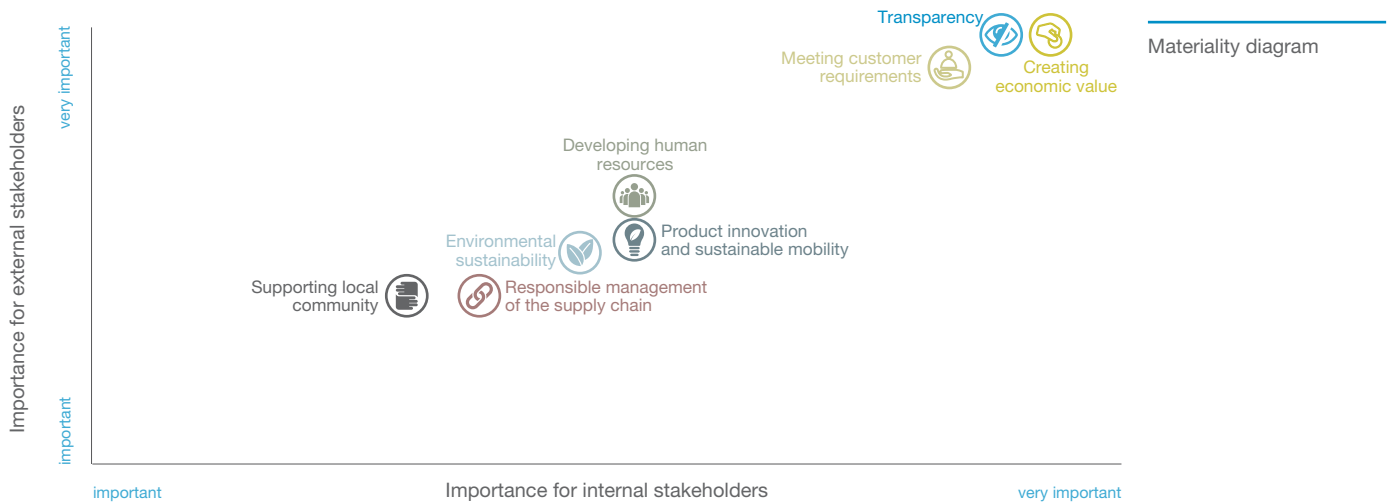 Transparency
Materiality diagram
Meeting customer
requirements
Creating
economic value
very important
Importance for external stakeholders
important
Developing human
resources
Product innovation
and sustainable mobility
Environmental
sustainability
Supporting local
community
Responsible management
of the supply chain
important
Importance for internal stakeholders
very important